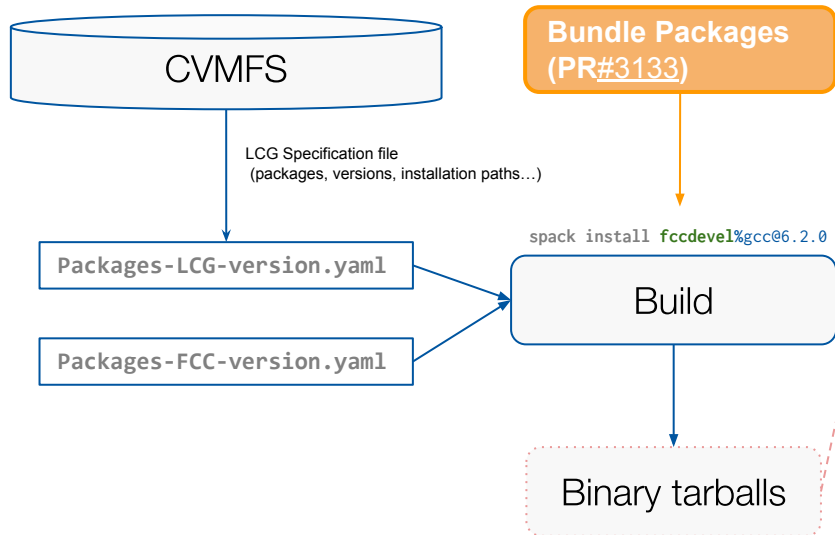 CVMFS
Bundle Packages
(PR#3133)
LCG Specification file
(packages, versions, installation paths…)
spack install fccdevel%gcc@6.2.0
Packages-LCG-version.yaml
Build
Packages-FCC-version.yaml
Binary tarballs